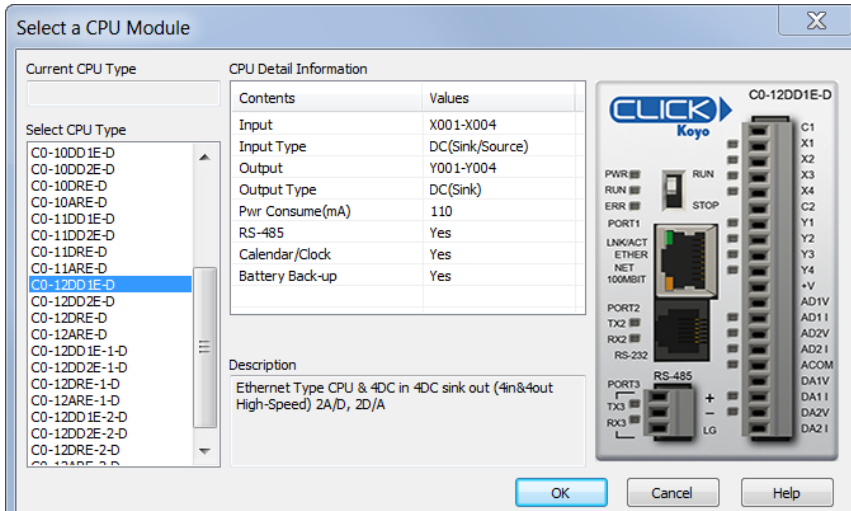 Select a CPU Module
Current CPU Type
Select CPU Type
C0-10DD1E-D
C0-10DD2E-D
C0-10DRE-D
C0-10ARE-D
C0-11DD1E-D
C0-11DD2E-D
C0-11DRE-D
C0-11ARE-D
C0-12DD1E-D
C0-12DD2E-D
C0-12DRE-D
C0-12ARE-D
C0-12DD1E-1-D
C0-12DD2E-1-D
C0-12DRE-1-D
C0-12ARE-1-D
C0-12DD1E-2-D
C0-12DD2E-2-D
C0-12DRE-2-D
C0-12ARE-2-D
CPU Detail Information
Contents Values
Input X001-X004
Input Type DC(Sink/Source)
Output Y001-Y004
Output Type DC(Sink)
Pwr Consume(mA) 110
RS-485 Yes
Calendar/Clock Yes
Battery Back-up Yes
Description
Ethernet Type CPU & 4DC in 4DC sink out (4in&4out
High-Speed) 2A/D, 2D/A
CLICK
Koyo
C0-12DD1E-D
PWR
RUN
ERR
RUN
STOP
PORT1
LNK/ACT
ETHER
NET
100MBIT
PORT2
TX2
RX2
RS-232
PORT3
RS-485
TX3
RX3
+
−
LG
C1
X1
X2
X3
X4
C2
Y1
Y2
Y3
Y4
+V
AD1V
AD1 I
AD2V
AD2 I
ACOM
DA1V
DA1 I
DA2V
DA2 I
OK
Cancel
Help